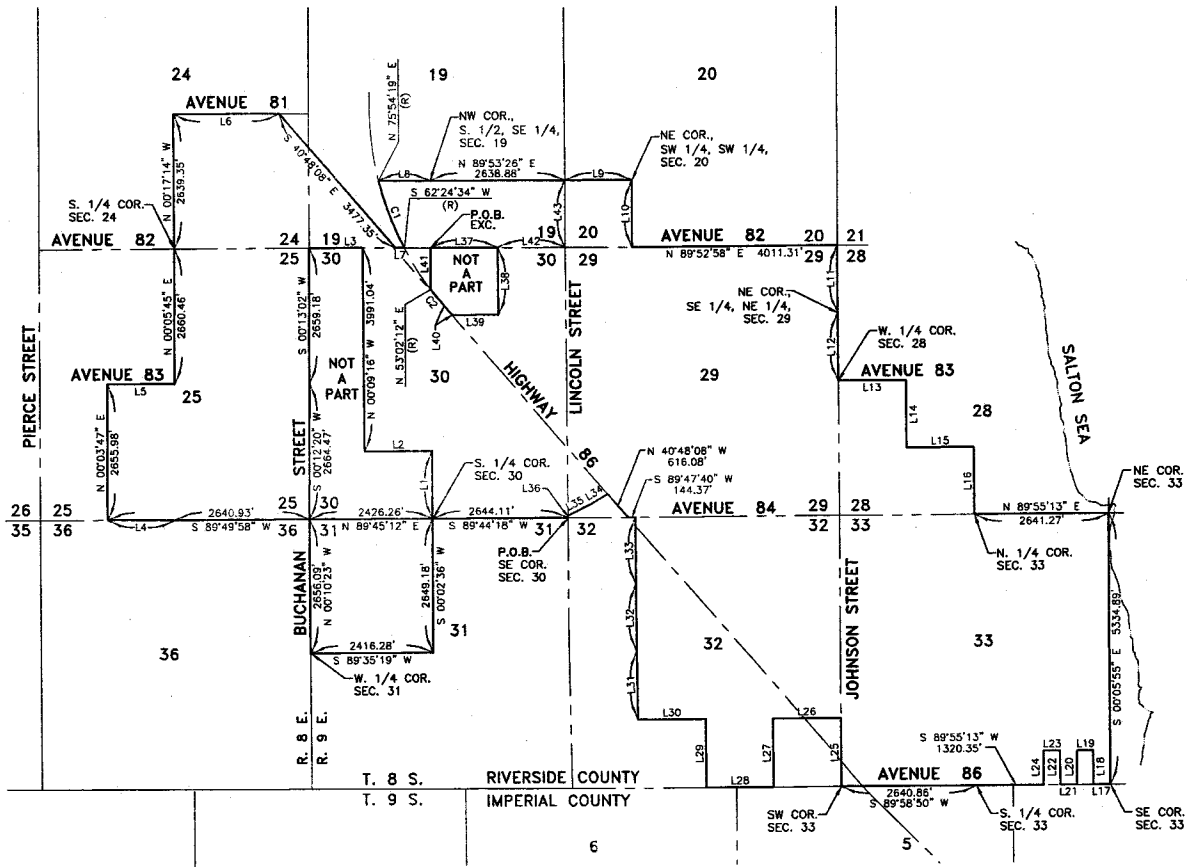 24
19
20
AVENUE 81
L6
N 75°54'19" E
(R)
NW COR.,
S. 1/2, SE 1/4,
SEC. 19
NE COR.,
SW 1/4, SW 1/4,
SEC. 20
N 00°17'14" W
2639.35'
S 40°48'08" E 3477.35'
L8
N 89°53'26" E
2638.88'
L9
C1
S 62°24'34" W
(R)
L43
L10
S. 1/4 COR.
SEC. 24
P.O.B.
EXC.
AVENUE 82
24
19
L3
L7
L37
L42
19
20
AVENUE 82
20
21
25
30
30
29
N 89°52'58" E 4011.31'
29
28
N 00°05'45" E
2660.46'
S 00°13'02" W
2659.18'
N 00°09'16" W 3991.04'
L41
NOT
A
PART
L38
L11
C2
L39
L40
NE COR.,
SE 1/4, NE 1/4,
SEC. 29
L12
W. 1/4 COR.
SEC. 28
PIERCE STREET
NOT
A
PART
N 53°02'12" E
(R)
30
HIGHWAY 86
LINCOLN STREET
29
AVENUE 83
L13
SALTON SEA
AVENUE 83
L5
25
N 00°03'47" E
2655.98'
STREET
S 00°12'20" W
2664.47'
L14
28
L2
L15
L1
S. 1/4 COR.
SEC. 30
N 40°48'08" W
616.08'
S 89°47'40" W
144.37'
L16
NE COR.
SEC. 33
L36
L35
L34
26
25
L4
2640.93'
25
30
2426.26'
2644.11'
AVENUE 84
29
28
N 89°55'13" E
2641.27'
35
36
S 89°49'58" W
36
31
N 89°45'12" E
S 89°44'18" W
31
32
32
33
N. 1/4 COR.
SEC. 33
P.O.B.
SE COR.
SEC. 30
BUCHANAN
2656.09'
N 00°10'23" W
2649.18'
S 00°02'36" W
L33
L32
JOHNSON STREET
S 00°05'55" E 5334.89'
36
2416.28'
S 89°35'19" W
31
32
33
W. 1/4 COR.
SEC. 31
L31
L30
L26
R. 8 E.
R. 9 E.
L29
L27
L25
S 89°55'13" W
1320.35'
L23
L19
L24
L22
L20
L18
T. 8 S.
RIVERSIDE COUNTY
L28
AVENUE 86
L21
L17
T. 9 S.
IMPERIAL COUNTY
2640.86'
S 89°58'50" W
SW COR.
SEC. 33
S. 1/4 COR.
SEC. 33
SE COR.
SEC. 33
6
5